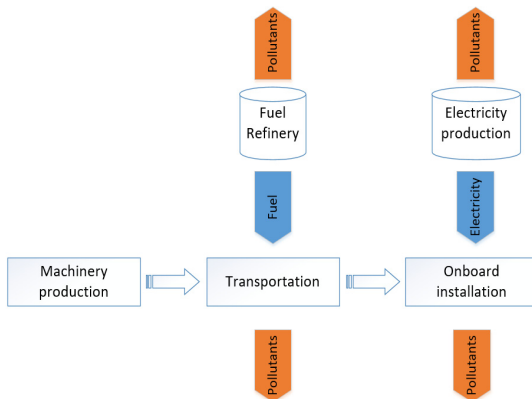 Pollutants
Pollutants
Fuel
Refinery
Electricity
production
Fuel
Electricity
Machinery
production
Transportation
Onboard
installation
Pollutants
Pollutants